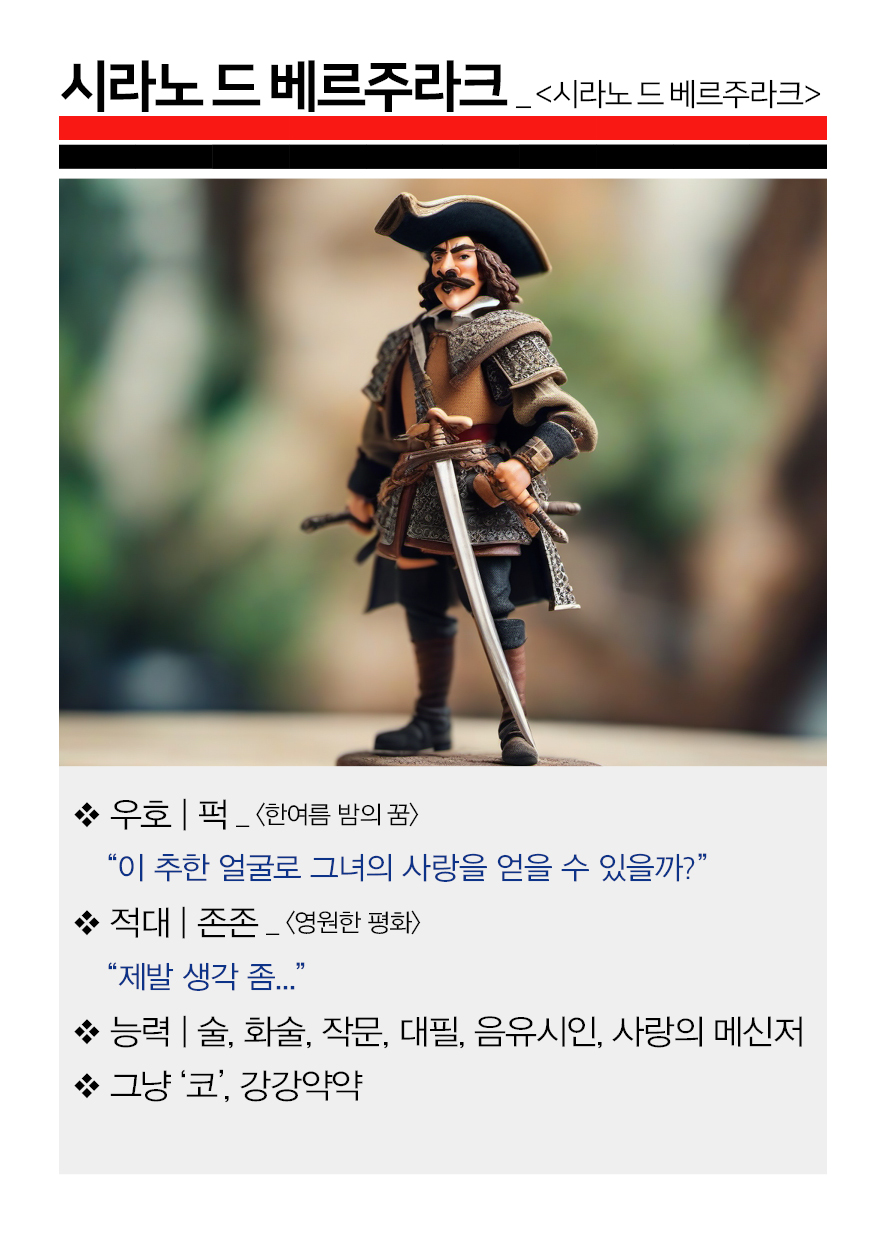 시라노 드 베르주라크 _ <시라노 드 베르주라크>
❖ 우호 | 퍽 _ 〈한여름 밤의 꿈〉
“이 추한 얼굴로 그녀의 사랑을 얻을 수 있을까?”
❖ 적대 | 존존 _ 〈영원한 평화〉
“제발 생각 좀...”
❖ 능력 | 술, 화술, 작문, 대필, 음유시인, 사랑의 메신저
❖ 그냥 ‘코’, 강강약약